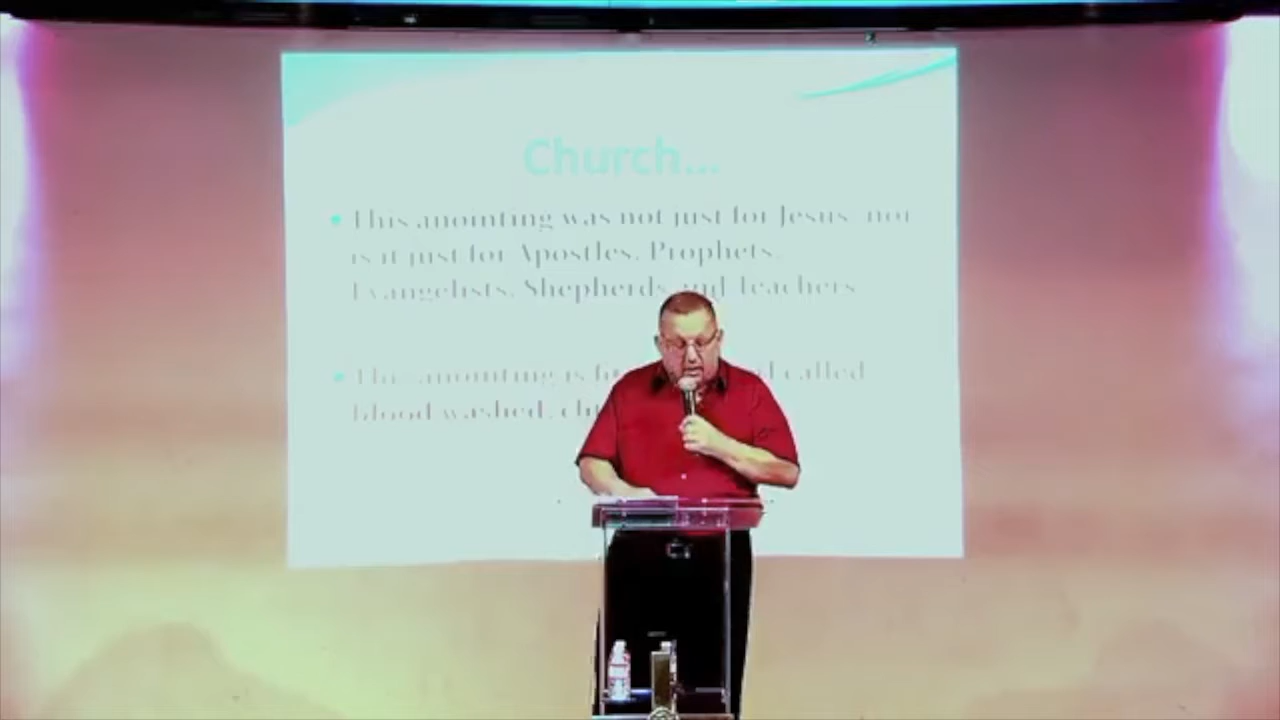 Church...
This anointing was not just for Jesus, nor
is it just for Apostles, Prophets,
Evangelists, Shepherds and Teachers
This anointing is called
Blood washed,